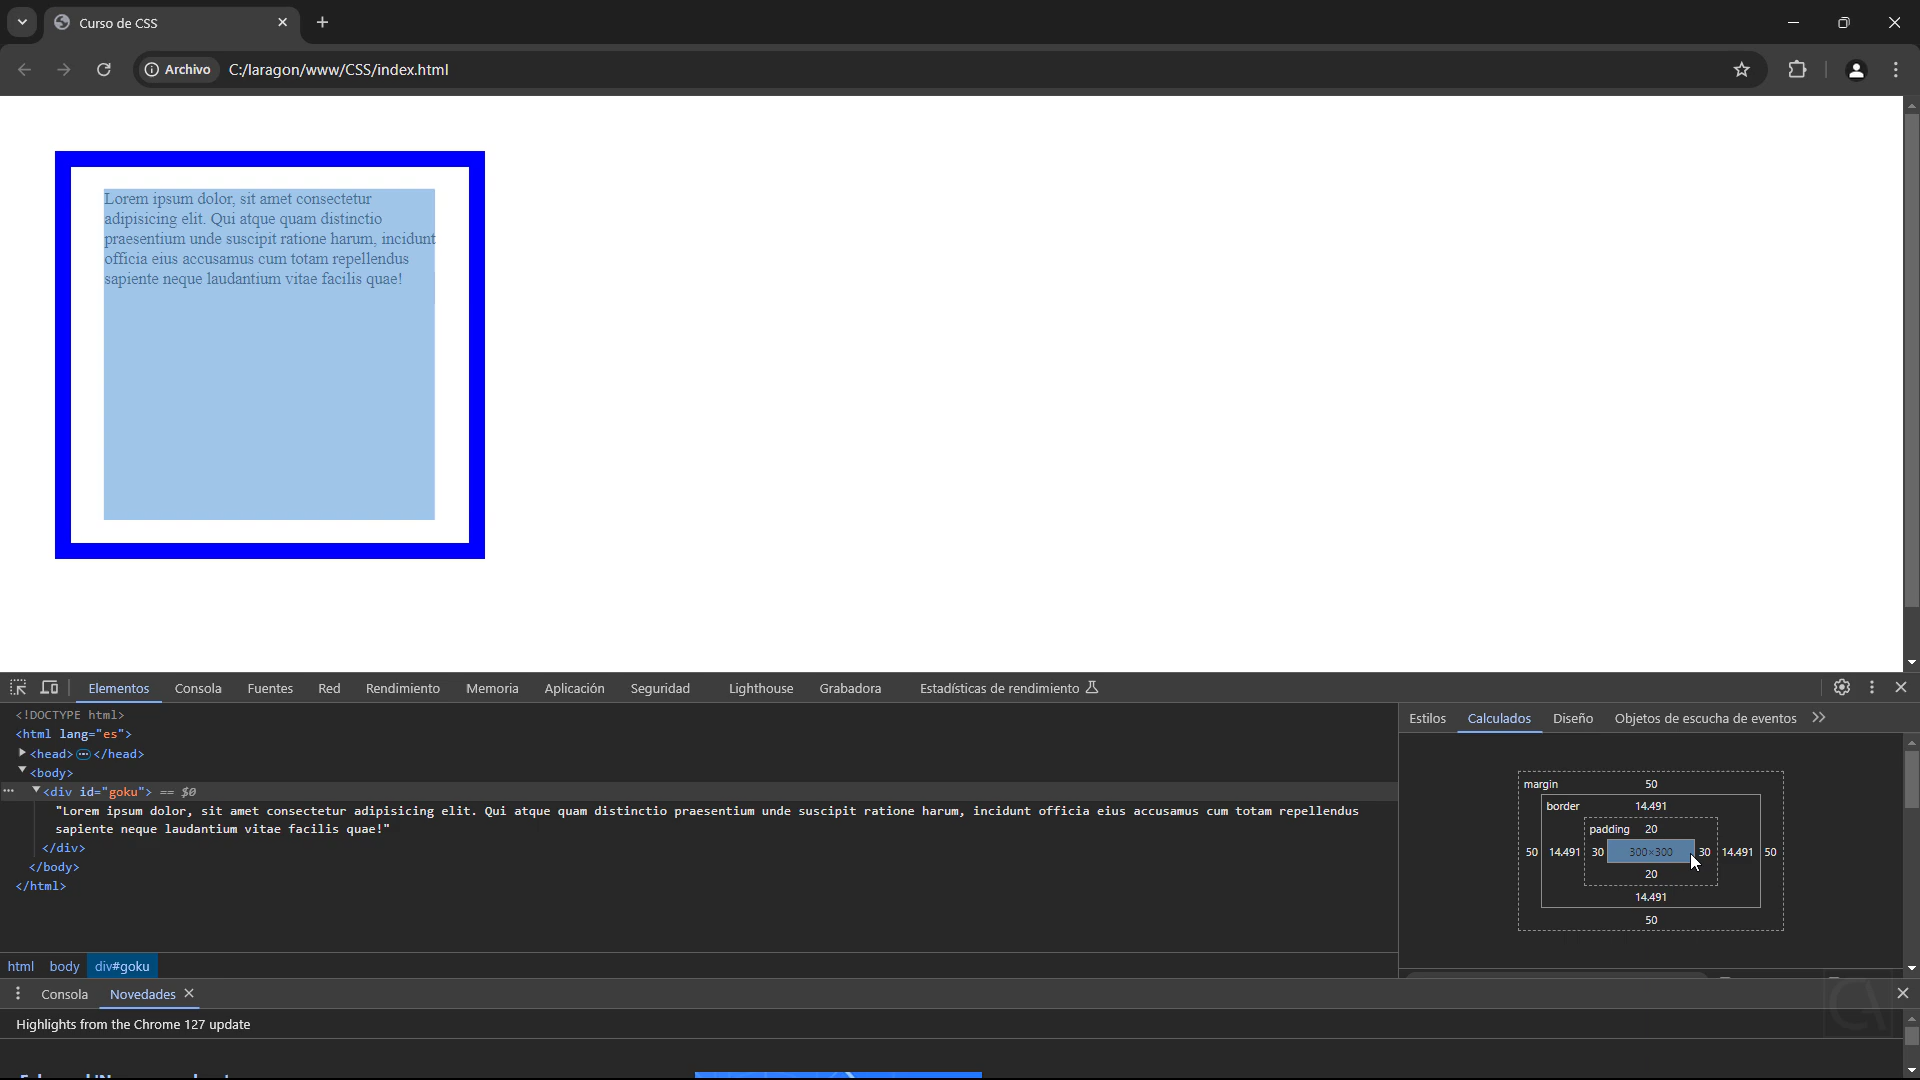 Curso de CSS
Archivo C:/laragon/www/CSS/index.html
Lorem ipsum dolor, sit amet consectetur
adipisicing elit. Qui atque quam distinctio
praesentium unde suscipit ratione harum, incidunt
officia eius accusamus cum totam repellendus
sapiente neque laudantium vitae facilis quae!
Elementos Consola Fuentes Red Rendimiento Memoria Aplicación Seguridad Lighthouse Grabadora Estadísticas de rendimiento
<!DOCTYPE html>
<html lang="es">
<head> </head>
<body>
<div id="goku"> == $0
"Lorem ipsum dolor, sit amet consectetur adipisicing elit. Qui atque quam distinctio praesentium unde suscipit ratione harum, incidunt officia eius accusamus cum totam repellendus
sapiente neque laudantium vitae facilis quae!"
</div>
</body>
</html>
html body div#goku
Estilos Calculados Diseño Objetos de escucha de eventos
margin 50
border 14.491
padding 20
50 14.491 30 300×300 30 14.491 50
20
14.491
50
Consola Novedades
Highlights from the Chrome 127 update
CA